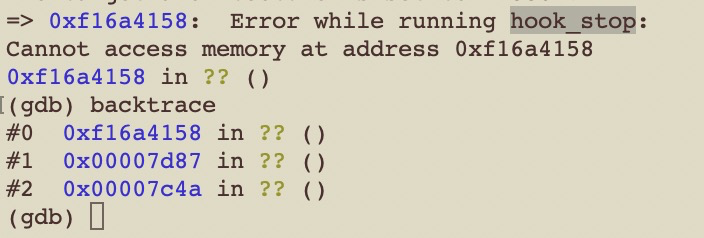 => 0xf16a4158:  Error while running hook_stop:
Cannot access memory at address 0xf16a4158
0xf16a4158 in ?? ()
(gdb) backtrace
#0  0xf16a4158 in ?? ()
#1  0x00007d87 in ?? ()
#2  0x00007c4a in ?? ()
(gdb)